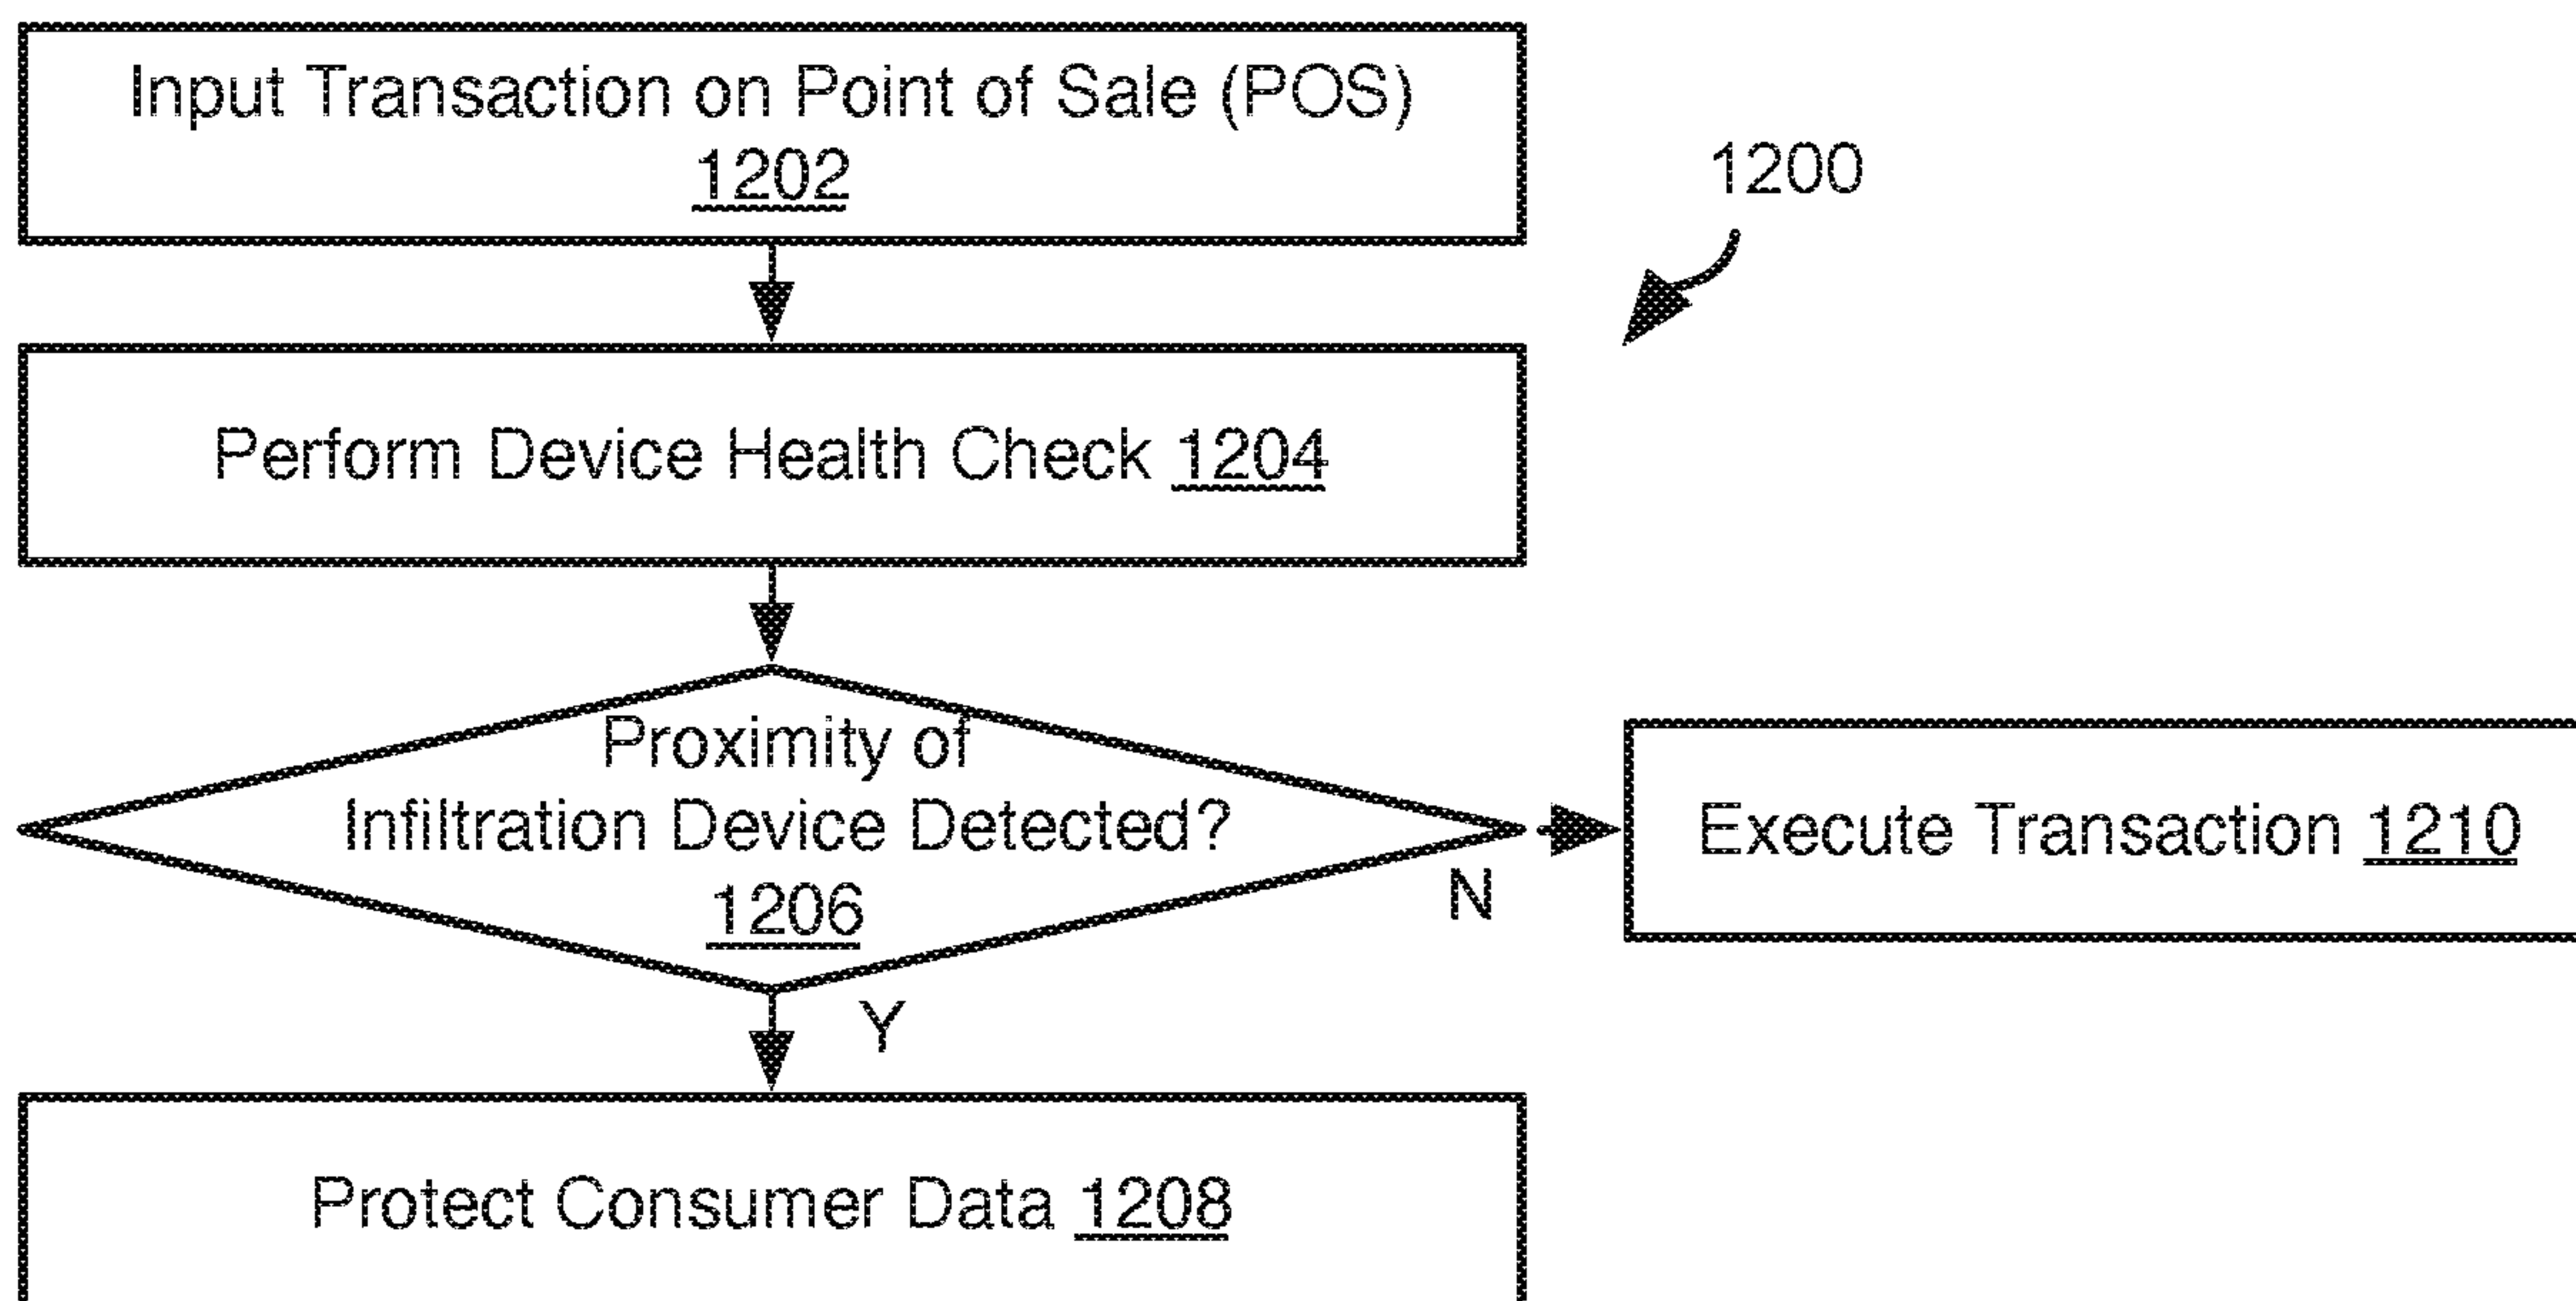 Input Transaction on Point of Sale (POS)
1202
1200
Perform Device Health Check 1204
Proximity of
Infiltration Device Detected?
1206
N
Execute Transaction 1210
Y
Protect Consumer Data 1208